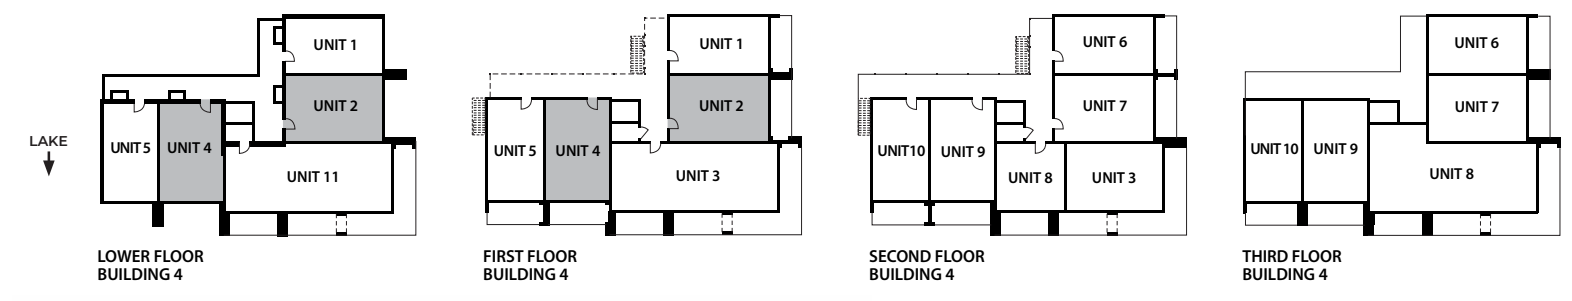 LAKE
UNIT 1
UNIT 2
UNIT 5
UNIT 4
UNIT 11
LOWER FLOOR
BUILDING 4
UNIT 1
UNIT 2
UNIT 5
UNIT 4
UNIT 3
FIRST FLOOR
BUILDING 4
UNIT 6
UNIT 7
UNIT 10
UNIT 9
UNIT 8
UNIT 3
SECOND FLOOR
BUILDING 4
UNIT 6
UNIT 7
UNIT 10
UNIT 9
UNIT 8
THIRD FLOOR
BUILDING 4